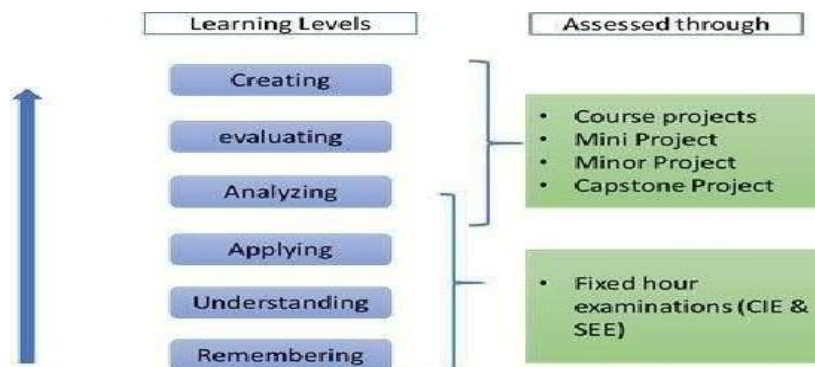 Learning Levels
Assessed through
Creating
evaluating
Analyzing
Applying
Understanding
Remembering
• Course projects
• Mini Project
• Minor Project
• Capstone Project
• Fixed hour
examinations (CIE &
SEE)